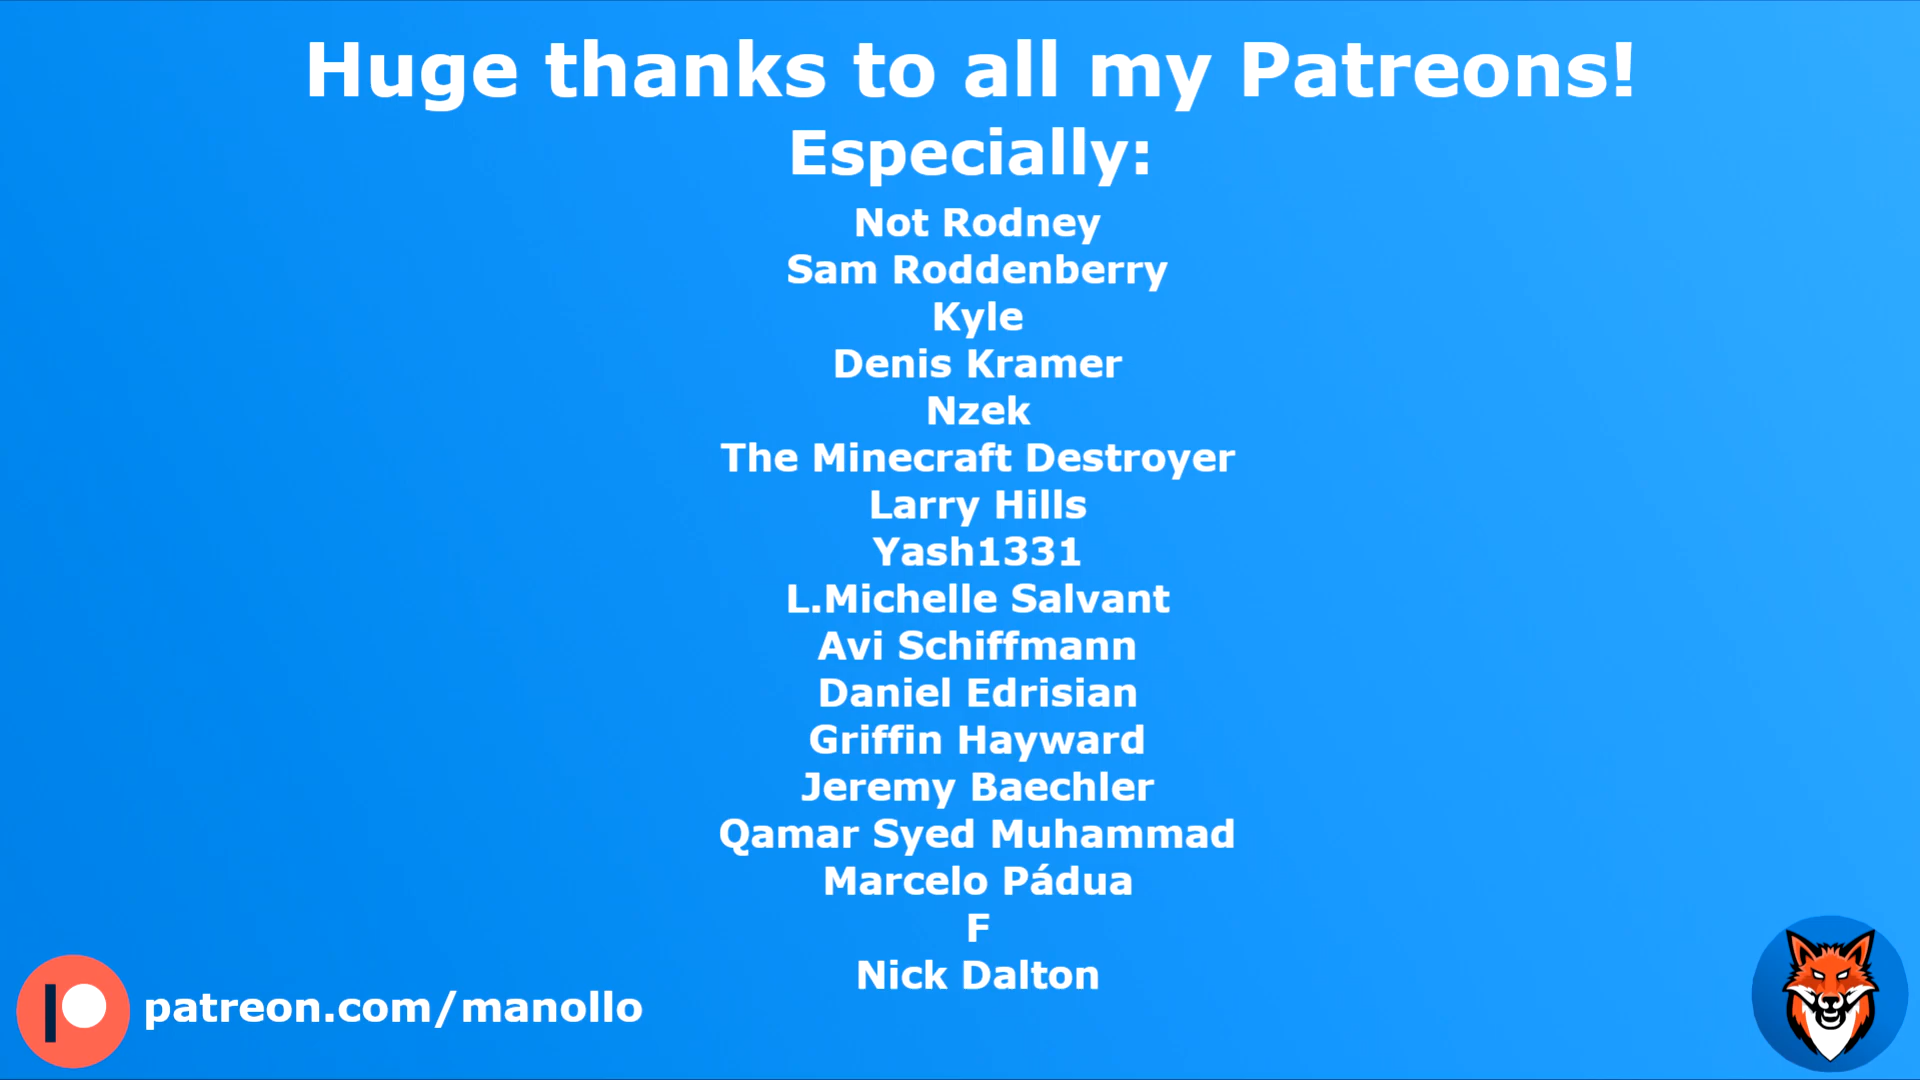 Huge thanks to all my Patreons!
Especially:
Not Rodney
Sam Roddenberry
Kyle
Denis Kramer
Nzek
The Minecraft Destroyer
Larry Hills
Yash1331
L.Michelle Salvant
Avi Schiffmann
Daniel Edrisian
Griffin Hayward
Jeremy Baechler
Qamar Syed Muhammad
Marcelo Pádua
F
Nick Dalton
patreon.com/manollo